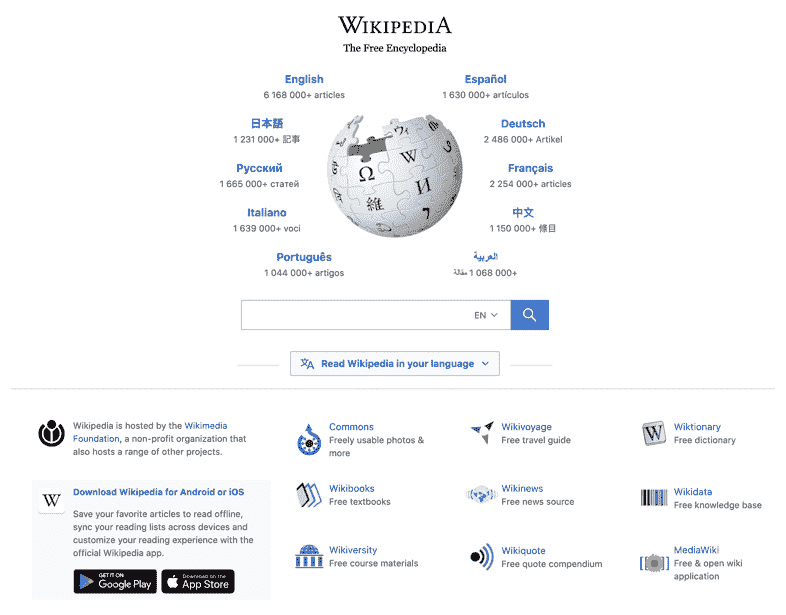 WIKIPEDIA
The Free Encyclopedia
English
6 168 000+ articles
Español
1 630 000+ artículos
日本語
1 231 000+ 記事
Deutsch
2 486 000+ Artikel
Русский
1 665 000+ статей
Français
2 254 000+ articles
Italiano
1 639 000+ voci
中文
1 150 000+ 條目
Português
1 044 000+ artigos
العربية
1 068 000+ مقالة
Ω
W
И
維
EN
Read Wikipedia in your language
Wikipedia is hosted by the Wikimedia
Foundation, a non-profit organization that
also hosts a range of other projects.
W
Download Wikipedia for Android or iOS
Save your favorite articles to read offline,
sync your reading lists across devices and
customize your reading experience with the
official Wikipedia app.
GET IT ON
Google Play
Download on the
App Store
Commons
Freely usable photos &
more
Wikivoyage
Free travel guide
W
Wiktionary
Free dictionary
Wikibooks
Free textbooks
Wikinews
Free news source
Wikidata
Free knowledge base
Wikiversity
Free course materials
Wikiquote
Free quote compendium
MediaWiki
Free & open wiki
application